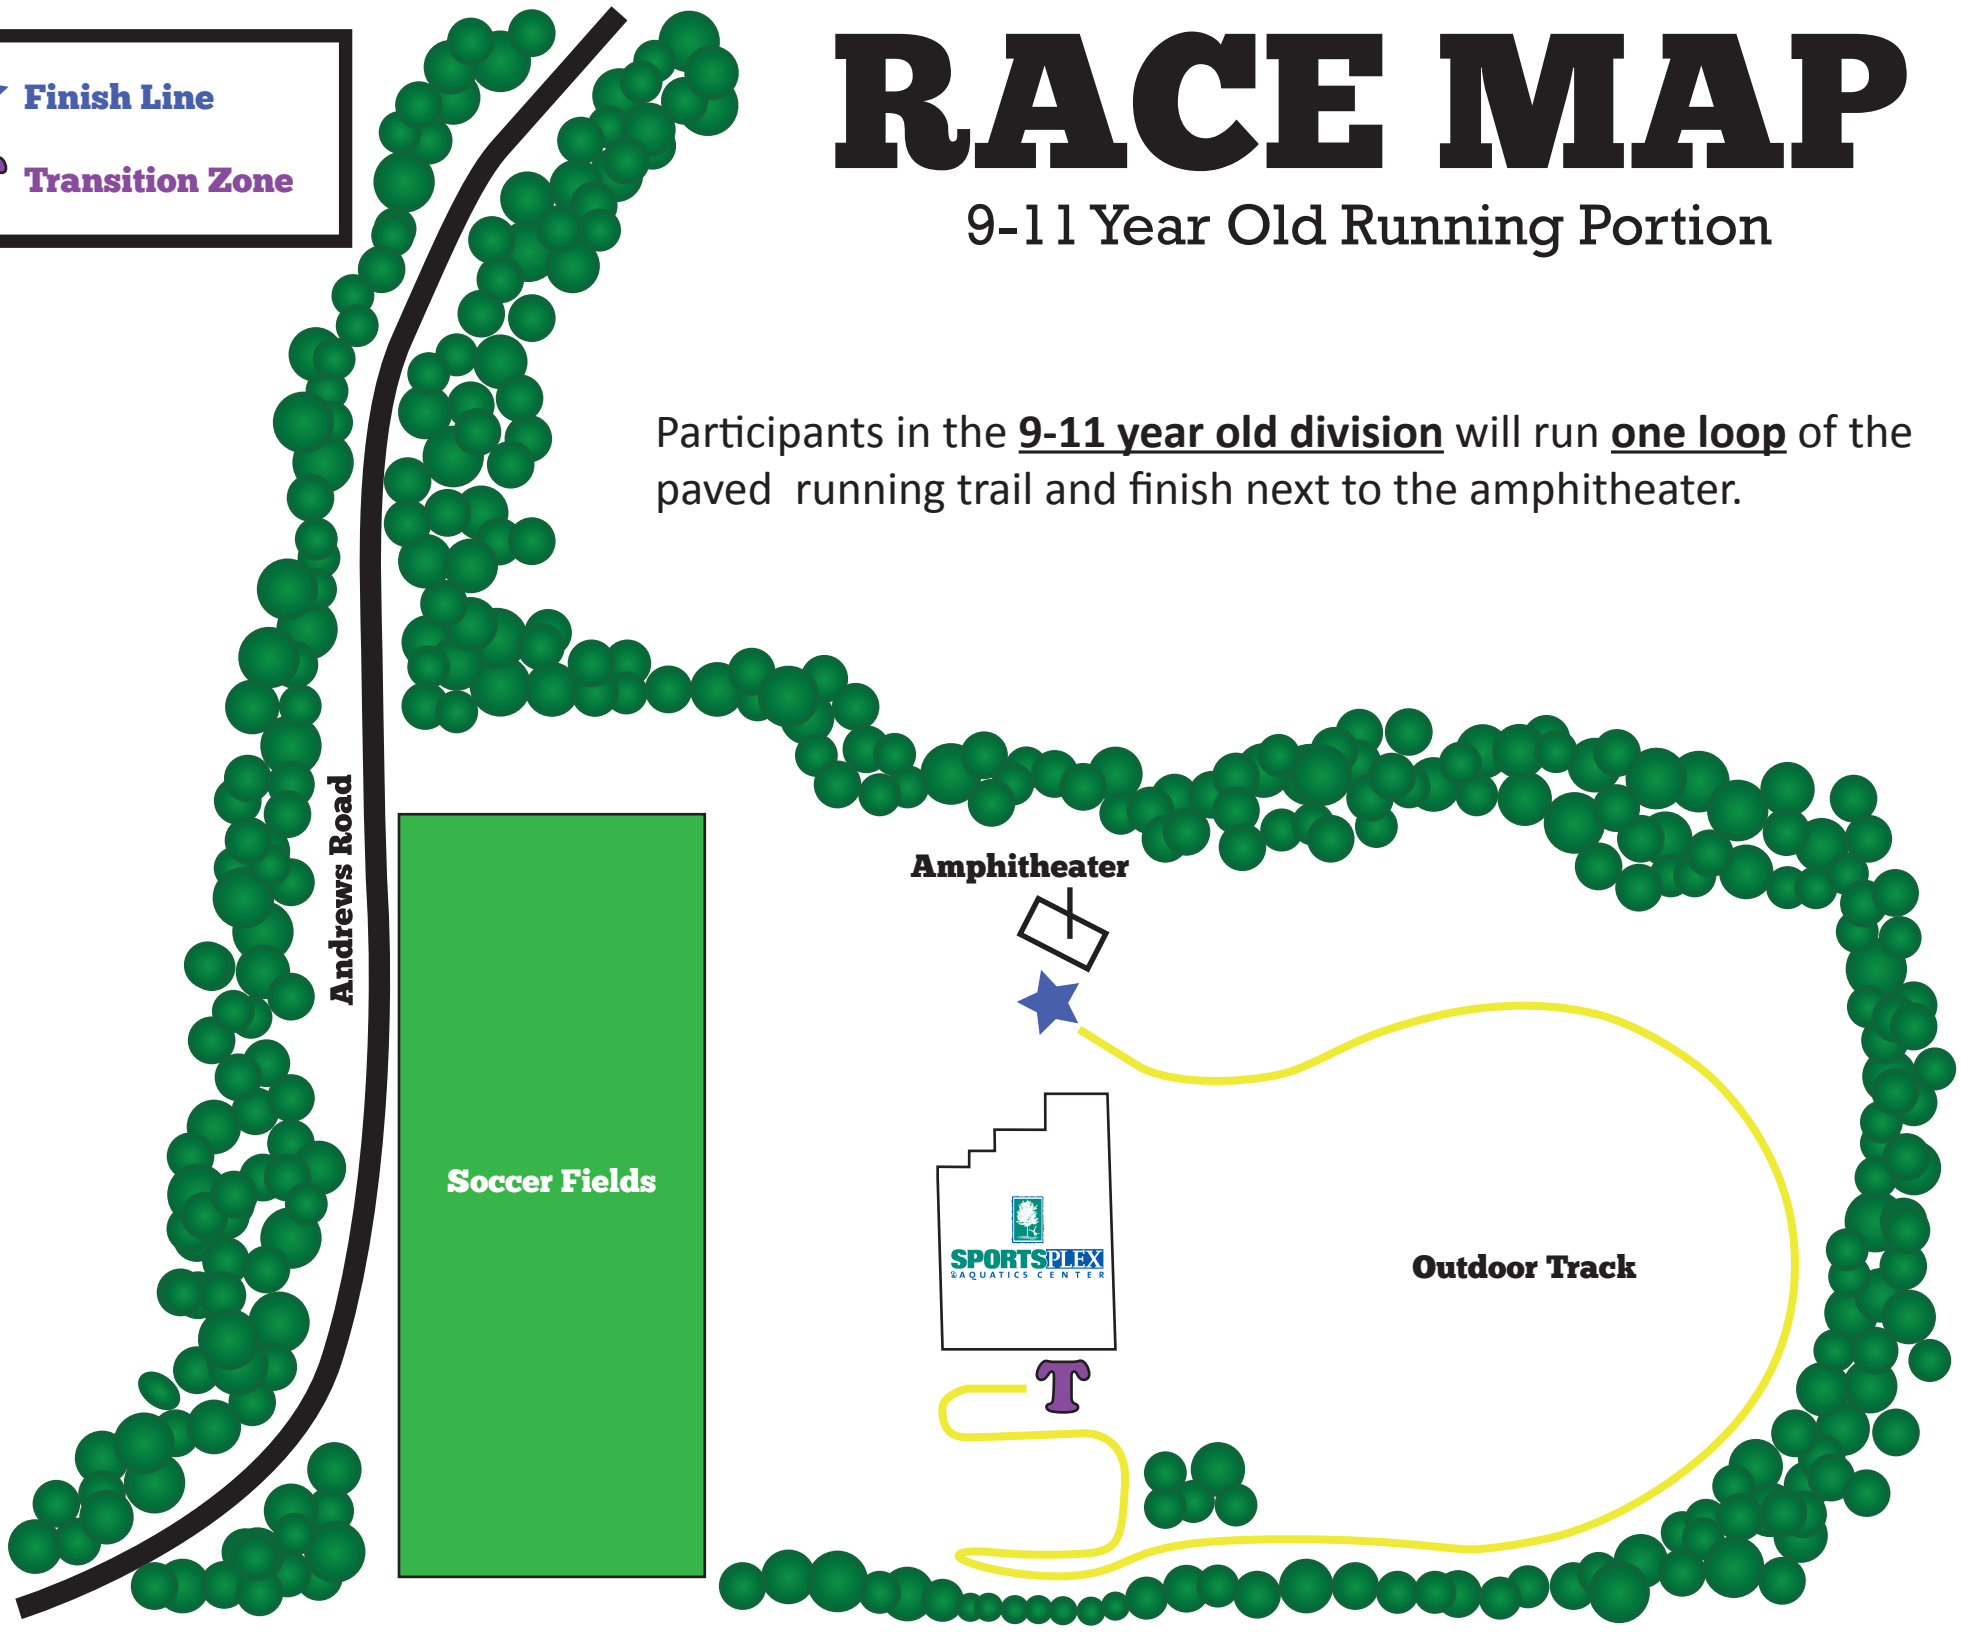 RACE MAP
9-11 Year Old Running Portion
Finish Line
Transition Zone
Participants in the 9-11 year old division will run one loop of the
paved running trail and finish next to the amphitheater.
Andrews Road
Amphitheater
Soccer Fields
SPORTSPLEX
& AQUATICS CENTER
Outdoor Track
T